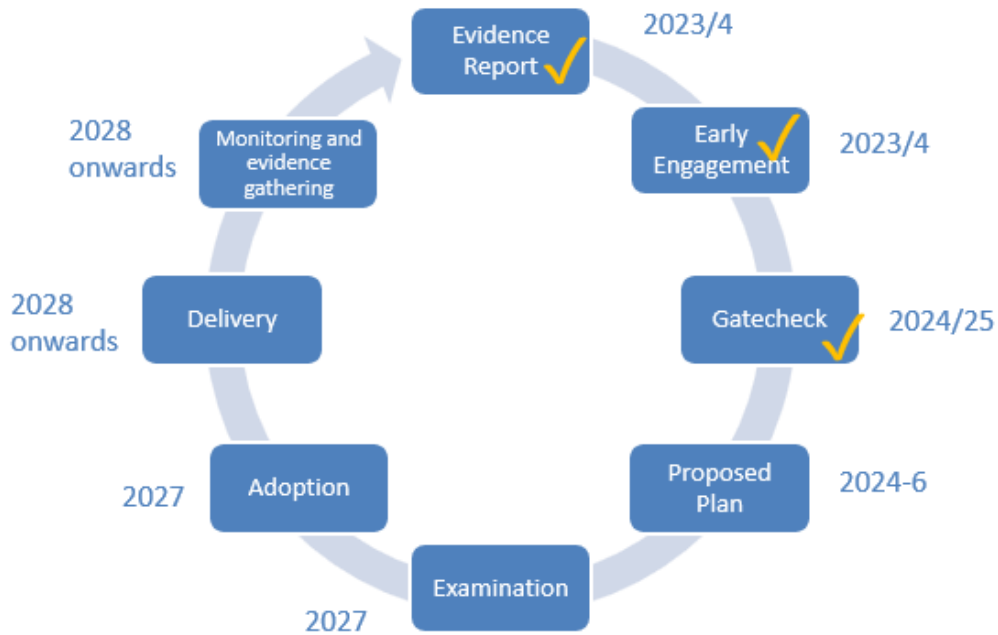 Evidence
Report
2023/4
Early
Engagement
2023/4
Gatecheck
2024/25
Proposed
Plan
2024-6
Examination
2027
Adoption
2027
Delivery
2028
onwards
Monitoring and
evidence
gathering
2028
onwards